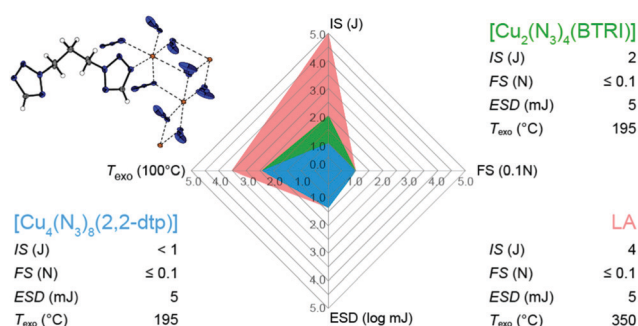 IS (J)
5.0
4.0
3.0
2.0
1.0
0.0
T_exo (100°C)
5.0 4.0 3.0 2.0 1.0
1.0 2.0 3.0 4.0 5.0
FS (0.1N)
1.0
2.0
3.0
4.0
5.0
ESD (log mJ)
[Cu₂(N₃)₄(BTRI)]
IS (J) 2
FS (N) ≤ 0.1
ESD (mJ) 5
T_exo (°C) 195
[Cu₄(N₃)₈(2,2-dtp)]
IS (J) < 1
FS (N) ≤ 0.1
ESD (mJ) 5
T_exo (°C) 195
LA
IS (J) 4
FS (N) ≤ 0.1
ESD (mJ) 5
T_exo (°C) 350